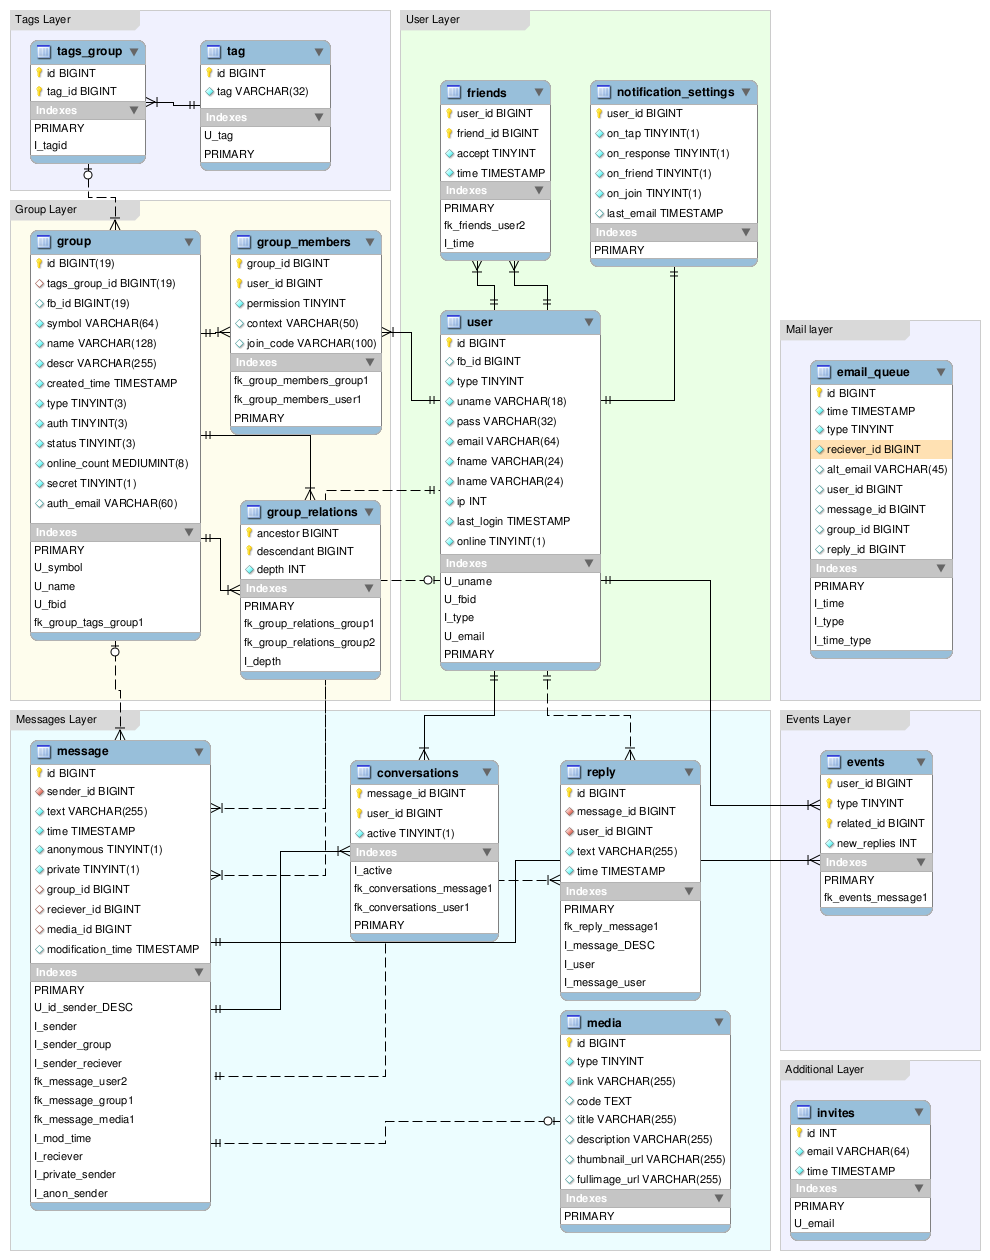 Tags Layer
tags_group
id BIGINT
tag_id BIGINT
Indexes
PRIMARY
I_tagid
tag
id BIGINT
tag VARCHAR(32)
Indexes
U_tag
PRIMARY
User Layer
friends
user_id BIGINT
friend_id BIGINT
accept TINYINT
time TIMESTAMP
Indexes
PRIMARY
fk_friends_user2
I_time
notification_settings
user_id BIGINT
on_tap TINYINT(1)
on_response TINYINT(1)
on_friend TINYINT(1)
on_join TINYINT(1)
last_email TIMESTAMP
Indexes
PRIMARY
user
id BIGINT
fb_id BIGINT
type TINYINT
uname VARCHAR(18)
pass VARCHAR(32)
email VARCHAR(64)
fname VARCHAR(24)
lname VARCHAR(24)
ip INT
last_login TIMESTAMP
online TINYINT(1)
Indexes
U_uname
U_fbid
I_type
U_email
PRIMARY
Group Layer
group
id BIGINT(19)
tags_group_id BIGINT(19)
fb_id BIGINT(19)
symbol VARCHAR(64)
name VARCHAR(128)
descr VARCHAR(255)
created_time TIMESTAMP
type TINYINT(3)
auth TINYINT(3)
status TINYINT(3)
online_count MEDIUMINT(8)
secret TINYINT(1)
auth_email VARCHAR(60)
Indexes
PRIMARY
U_symbol
U_name
U_fbid
fk_group_tags_group1
group_members
group_id BIGINT
user_id BIGINT
permission TINYINT
context VARCHAR(50)
join_code VARCHAR(100)
Indexes
fk_group_members_group1
fk_group_members_user1
PRIMARY
group_relations
ancestor BIGINT
descendant BIGINT
depth INT
Indexes
PRIMARY
fk_group_relations_group1
fk_group_relations_group2
I_depth
Mail layer
email_queue
id BIGINT
time TIMESTAMP
type TINYINT
reciever_id BIGINT
alt_email VARCHAR(45)
user_id BIGINT
message_id BIGINT
group_id BIGINT
reply_id BIGINT
Indexes
PRIMARY
I_time
I_type
I_time_type
Messages Layer
message
id BIGINT
sender_id BIGINT
text VARCHAR(255)
time TIMESTAMP
anonymous TINYINT(1)
private TINYINT(1)
group_id BIGINT
reciever_id BIGINT
media_id BIGINT
modification_time TIMESTAMP
Indexes
PRIMARY
U_id_sender_DESC
I_sender
I_sender_group
I_sender_reciever
fk_message_user2
fk_message_group1
fk_message_media1
I_mod_time
I_reciever
I_private_sender
I_anon_sender
conversations
message_id BIGINT
user_id BIGINT
active TINYINT(1)
Indexes
I_active
fk_conversations_message1
fk_conversations_user1
PRIMARY
reply
id BIGINT
message_id BIGINT
user_id BIGINT
text VARCHAR(255)
time TIMESTAMP
Indexes
PRIMARY
fk_reply_message1
I_message_DESC
I_user
I_message_user
media
id BIGINT
type TINYINT
link VARCHAR(255)
code TEXT
title VARCHAR(255)
description VARCHAR(255)
thumbnail_url VARCHAR(255)
fullimage_url VARCHAR(255)
Indexes
PRIMARY
Events Layer
events
user_id BIGINT
type TINYINT
related_id BIGINT
new_replies INT
Indexes
PRIMARY
fk_events_message1
Additional Layer
invites
id INT
email VARCHAR(64)
time TIMESTAMP
Indexes
PRIMARY
U_email